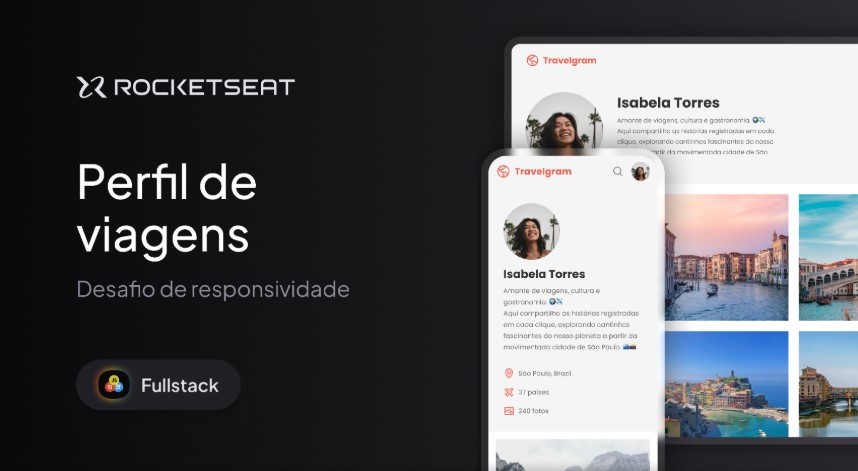 ROCKETSEAT
Perfil de
viagens
Desafio de responsividade
Fullstack
Travelgram
Isabela Torres
Amante de viagens, cultura e gastronomia.
Aqui compartilho as histórias registradas em cada
clique, explorando cantinhos fascinantes do nosso
rtir da movimentada cidade de São
Travelgram
Isabela Torres
Amante de viagens, cultura e
gastronomia.
Aqui compartilho as histórias registradas
em cada clique, explorando cantinhos
fascinantes do nosso planeta a partir da
movimentada cidade de São Paulo.
São Paulo, Brazil
37 países
240 fotos